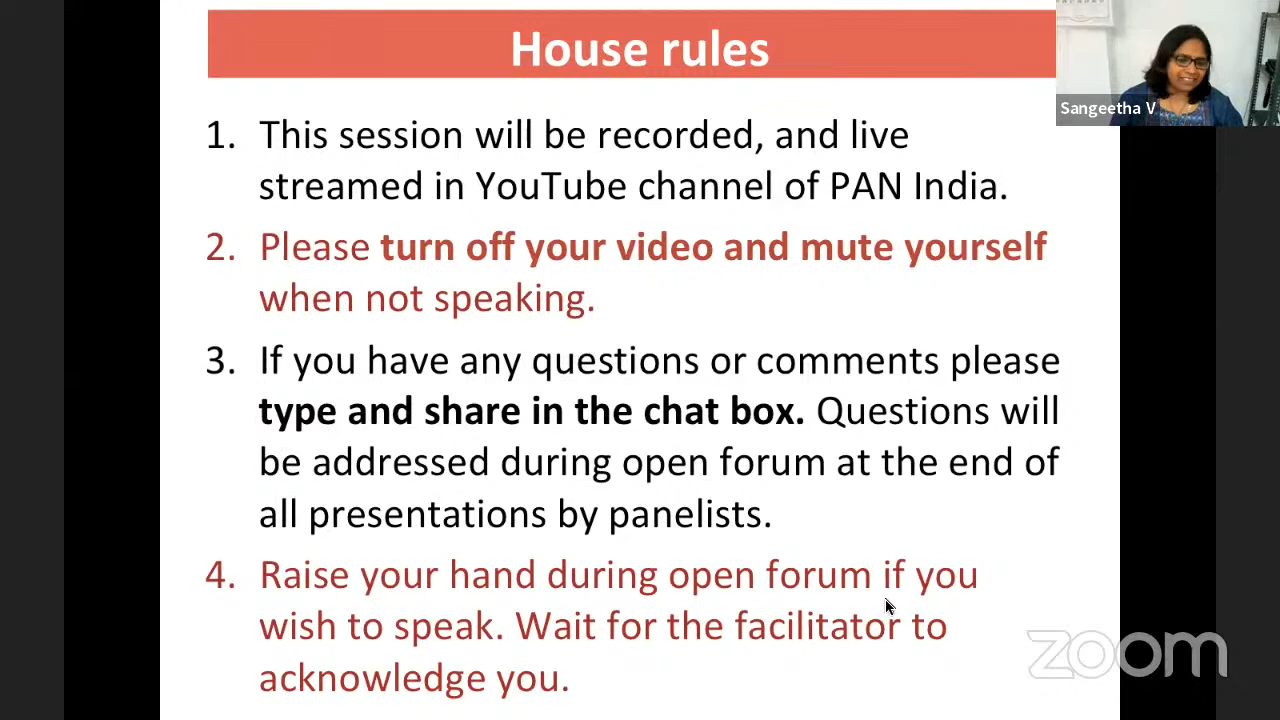 House rules
Sangeetha V
1. This session will be recorded, and live
streamed in YouTube channel of PAN India.
2. Please turn off your video and mute yourself
when not speaking.
3. If you have any questions or comments please
type and share in the chat box. Questions will
be addressed during open forum at the end of
all presentations by panelists.
4. Raise your hand during open forum if you
wish to speak. Wait for the facilitator to
acknowledge you.
zoom